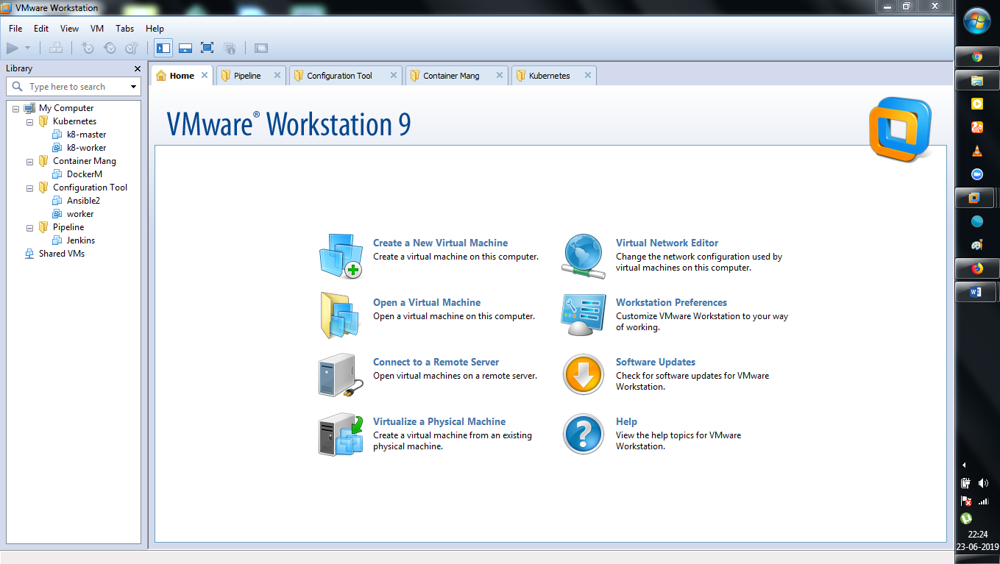 VMware Workstation
File Edit View VM Tabs Help
Library
Type here to search
My Computer
Kubernetes
k8-master
k8-worker
Container Mang
DockerM
Configuration Tool
Ansible2
worker
Pipeline
Jenkins
Shared VMs
Home Pipeline Configuration Tool Container Mang Kubernetes
VMware® Workstation 9
Create a New Virtual Machine
Create a virtual machine on this computer.
Open a Virtual Machine
Open a virtual machine on this computer.
Connect to a Remote Server
Open virtual machines on a remote server.
Virtualize a Physical Machine
Create a virtual machine from an existing
physical machine.
Virtual Network Editor
Change the network configuration used by
virtual machines on this computer.
Workstation Preferences
Customize VMware Workstation to your way
of working.
Software Updates
Check for software updates for VMware
Workstation.
Help
View the help topics for VMware
Workstation.
22:24
23-06-2019